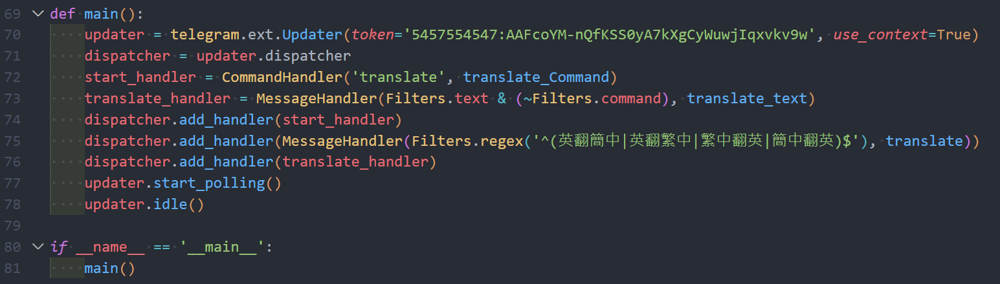 69 def main():
70 updater = telegram.ext.Updater(token='5457554547:AAFcoYM-nQfKSS0yA7kXgCyWuwjIqxvkv9w', use_context=True)
71 dispatcher = updater.dispatcher
72 start_handler = CommandHandler('translate', translate_Command)
73 translate_handler = MessageHandler(Filters.text & (~Filters.command), translate_text)
74 dispatcher.add_handler(start_handler)
75 dispatcher.add_handler(MessageHandler(Filters.regex('^(英翻簡中|英翻繁中|繁中翻英|簡中翻英)$'), translate))
76 dispatcher.add_handler(translate_handler)
77 updater.start_polling()
78 updater.idle()
79
80 if __name__ == '__main__':
81 main()